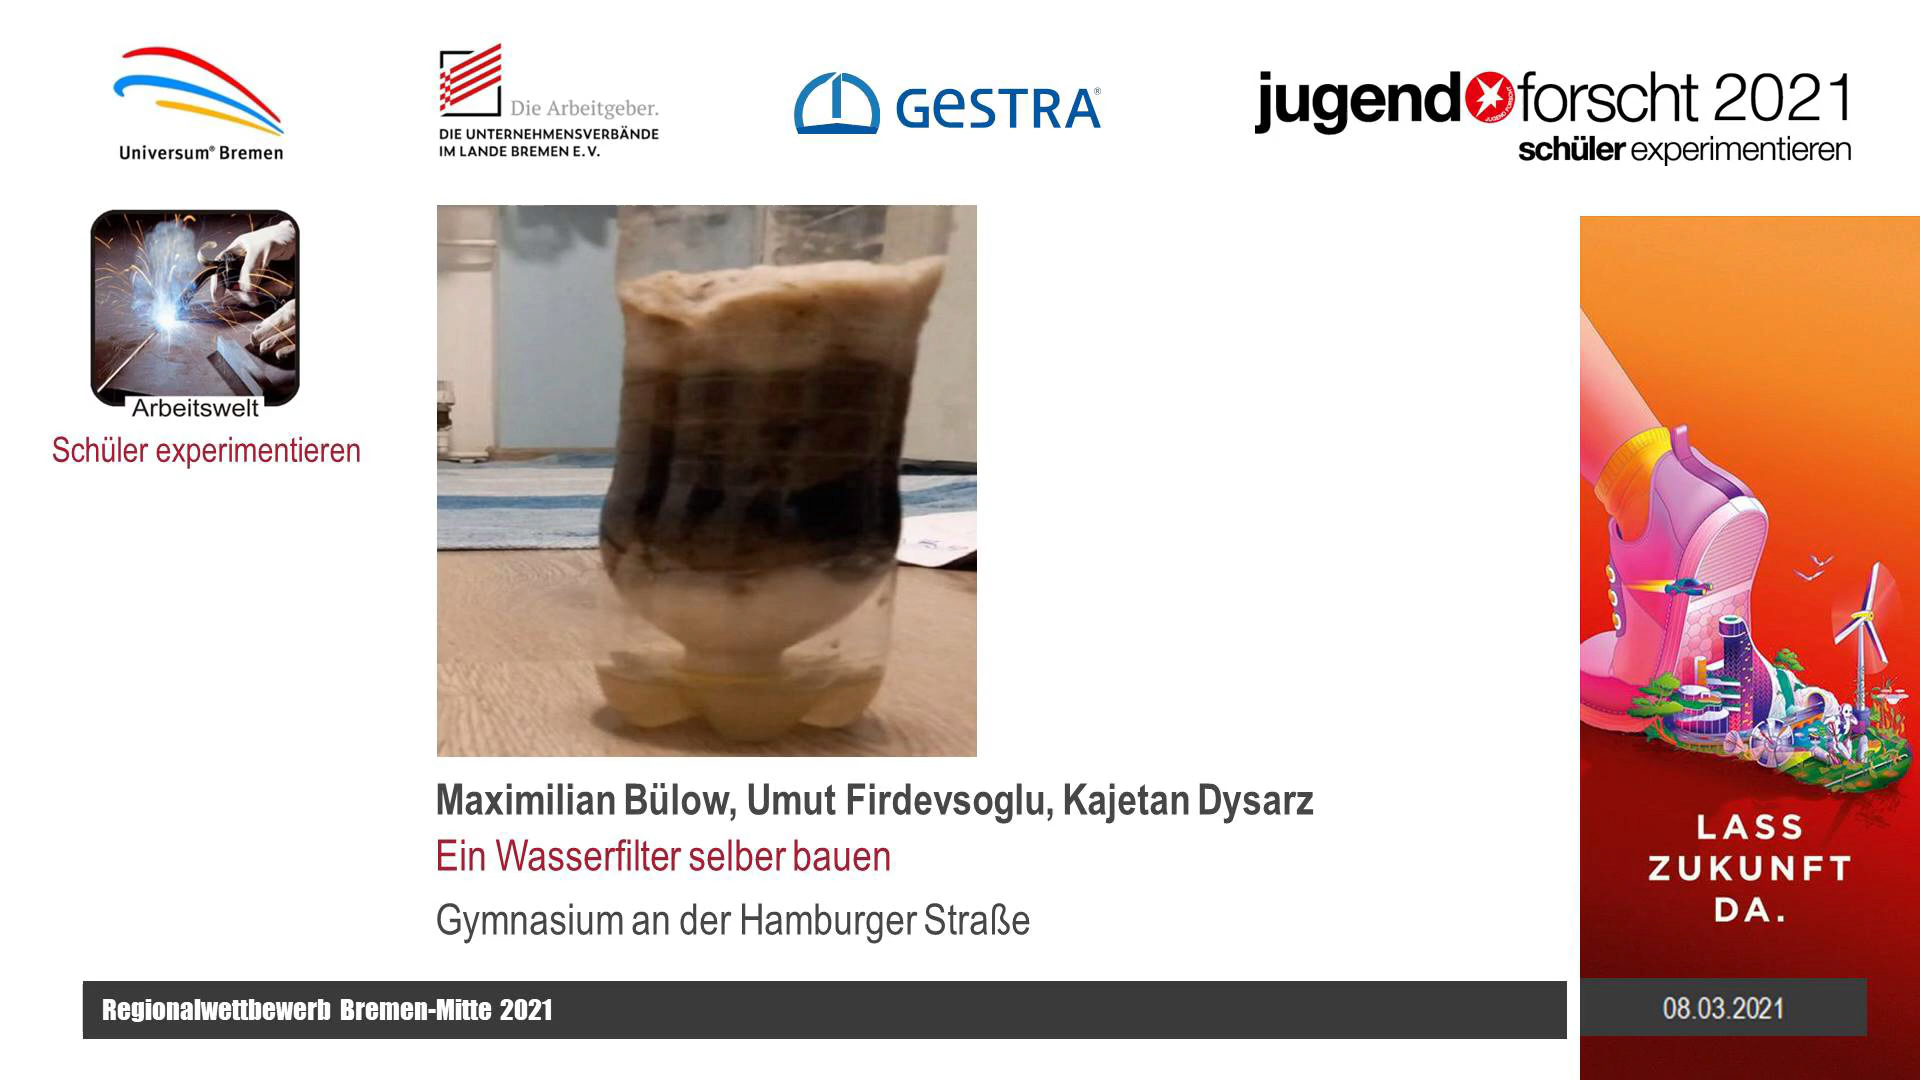 Universum® Bremen
Die Arbeitgeber.
DIE UNTERNEHMENSVERBÄNDE
IM LANDE BREMEN E.V.
GESTRA®
jugend forscht 2021
JUGEND FORSCHT
schüler experimentieren
Arbeitswelt
Schüler experimentieren
Maximilian Bülow, Umut Firdevsoglu, Kajetan Dysarz
Ein Wasserfilter selber bauen
Gymnasium an der Hamburger Straße
LASS
ZUKUNFT
DA.
Regionalwettbewerb Bremen-Mitte 2021
08.03.2021